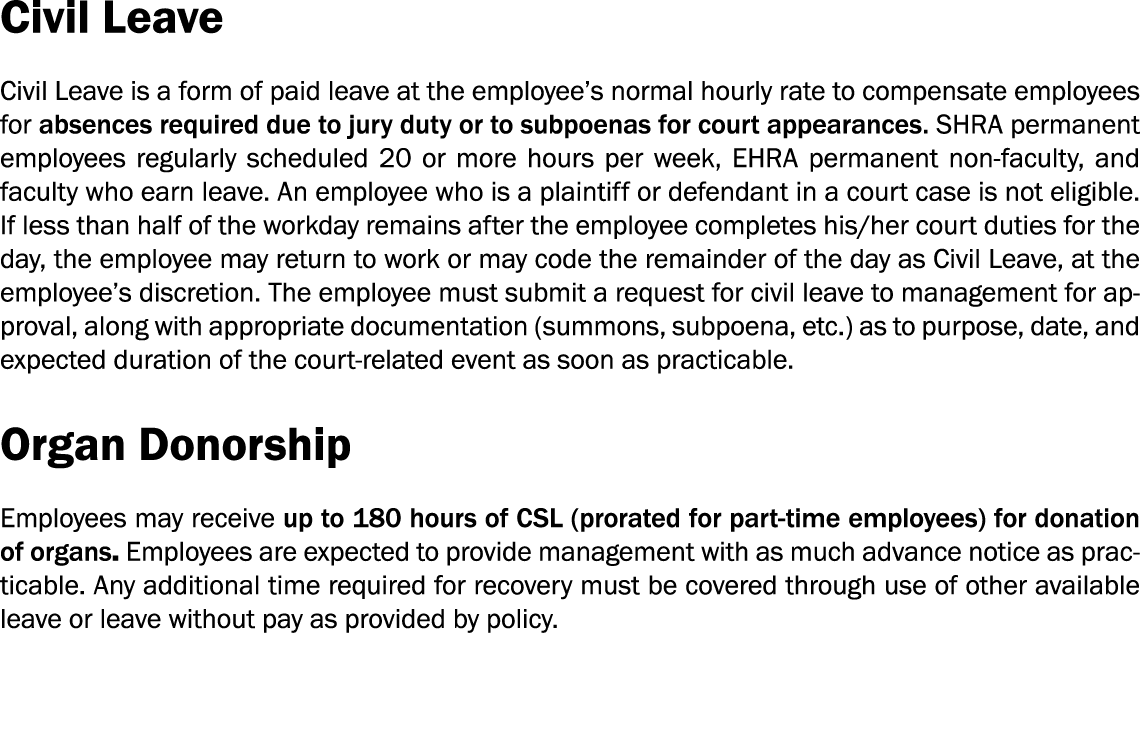 Civil Leave
Civil Leave is a form of paid leave at the employee’s normal hourly rate to compensate employees
for absences required due to jury duty or to subpoenas for court appearances. SHRA permanent
employees regularly scheduled 20 or more hours per week, EHRA permanent non-faculty, and
faculty who earn leave. An employee who is a plaintiff or defendant in a court case is not eligible.
If less than half of the workday remains after the employee completes his/her court duties for the
day, the employee may return to work or may code the remainder of the day as Civil Leave, at the
employee’s discretion. The employee must submit a request for civil leave to management for ap-
proval, along with appropriate documentation (summons, subpoena, etc.) as to purpose, date, and
expected duration of the court-related event as soon as practicable.
Organ Donorship
Employees may receive up to 180 hours of CSL (prorated for part-time employees) for donation
of organs. Employees are expected to provide management with as much advance notice as prac-
ticable. Any additional time required for recovery must be covered through use of other available
leave or leave without pay as provided by policy.